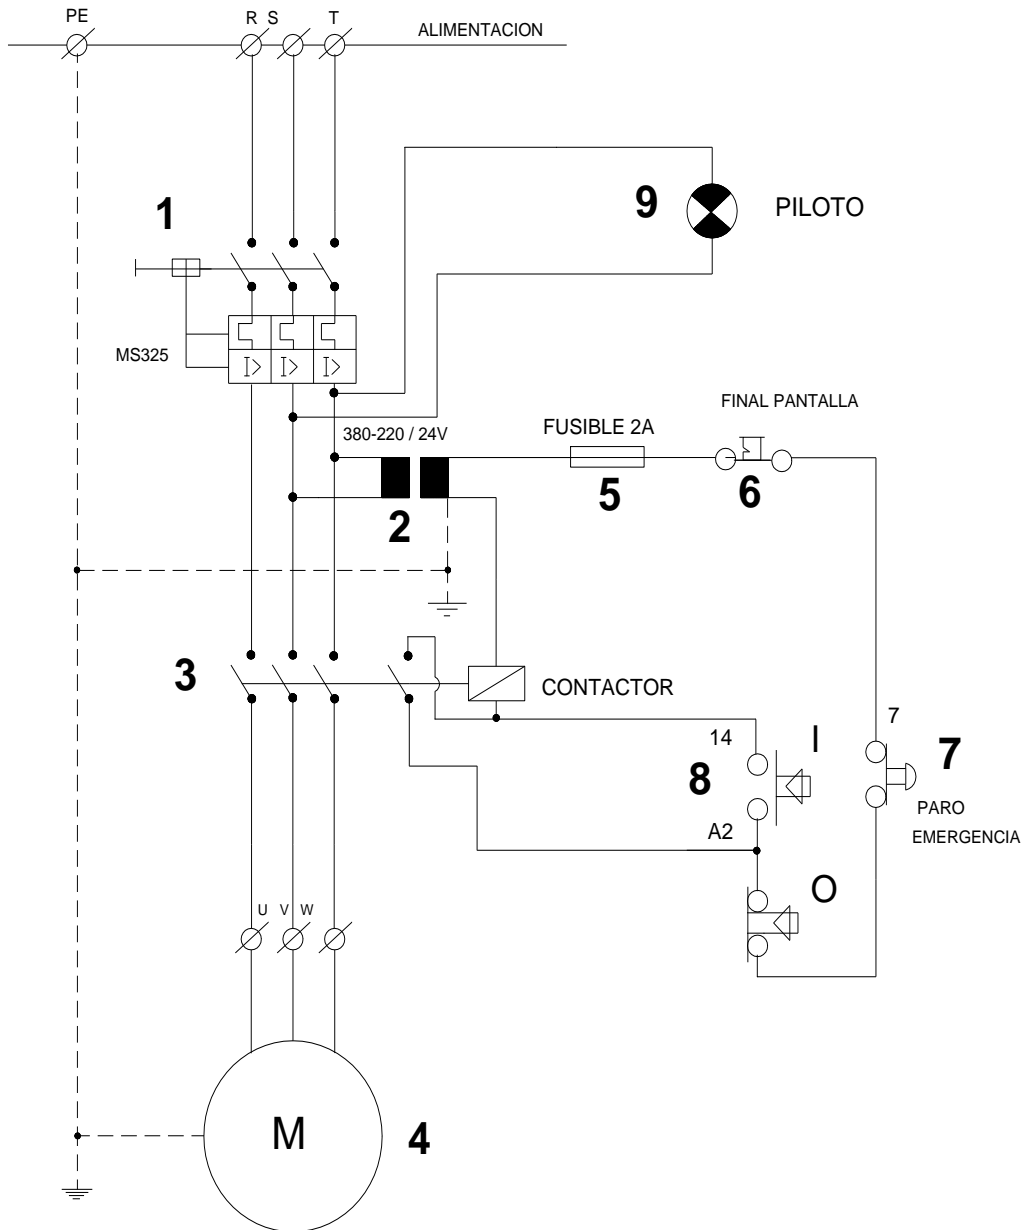 PE
R S T
ALIMENTACION
1
9
PILOTO
MS325
FINAL PANTALLA
380-220 / 24V
FUSIBLE 2A
2
5
6
3
CONTACTOR
14
I
7
7
8
A2
PARO
EMERGENCIA
O
U V W
M
4